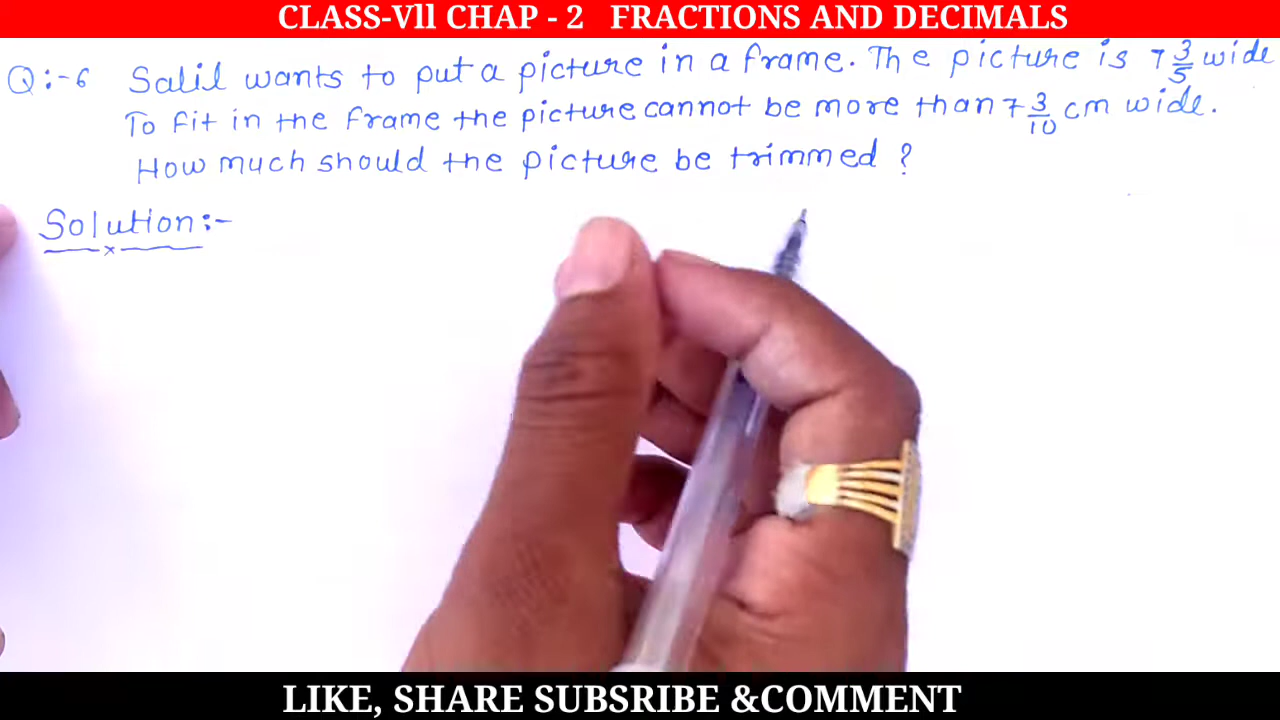 CLASS-Vll CHAP - 2 FRACTIONS AND DECIMALS
Q:-6 Salil wants to put a picture in a frame. The picture is 7 3/5 wide
To fit in the frame the picture cannot be more than 7 3/10 cm wide.
How much should the picture be trimmed ?
Solution:-
LIKE, SHARE SUBSRIBE &COMMENT